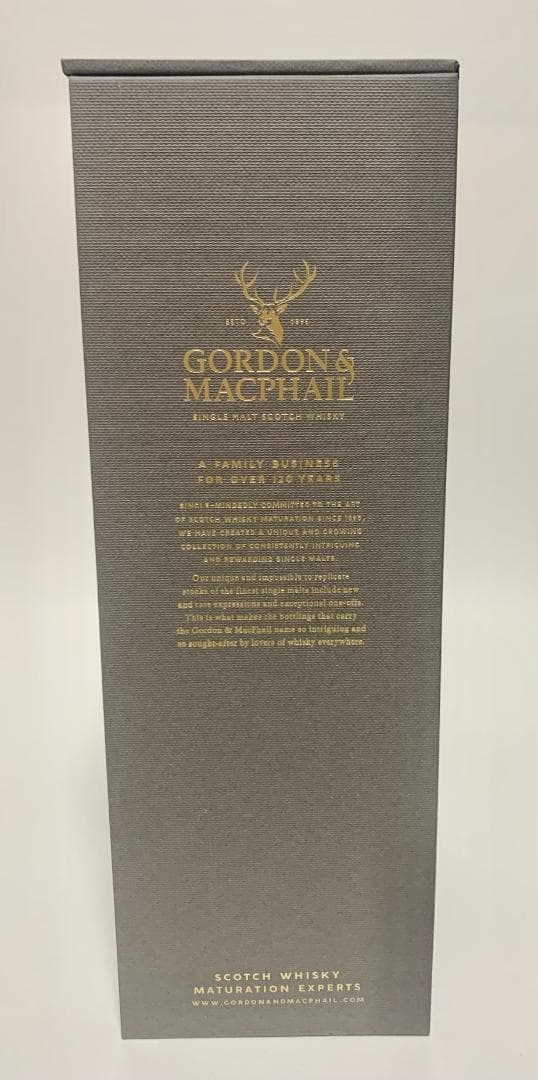 ESTD 1895
GORDON &
MACPHAIL
SINGLE MALT SCOTCH WHISKY
A FAMILY BUSINESS
FOR OVER 120 YEARS
SINGLE-MINDEDLY COMMITTED TO THE ART
OF SCOTCH WHISKY MATURATION SINCE 1895,
WE HAVE CREATED A UNIQUE AND GROWING
COLLECTION OF CONSISTENTLY INTRIGUING
AND REWARDING SINGLE MALTS.
Our unique and impossible to replicate
stocks of the finest single malts include new
and rare expressions and exceptional one-offs.
This is what makes the bottlings that carry
the Gordon & MacPhail name so intriguing and
so sought-after by lovers of whisky everywhere.
SCOTCH WHISKY
MATURATION EXPERTS
WWW.GORDONANDMACPHAIL.COM